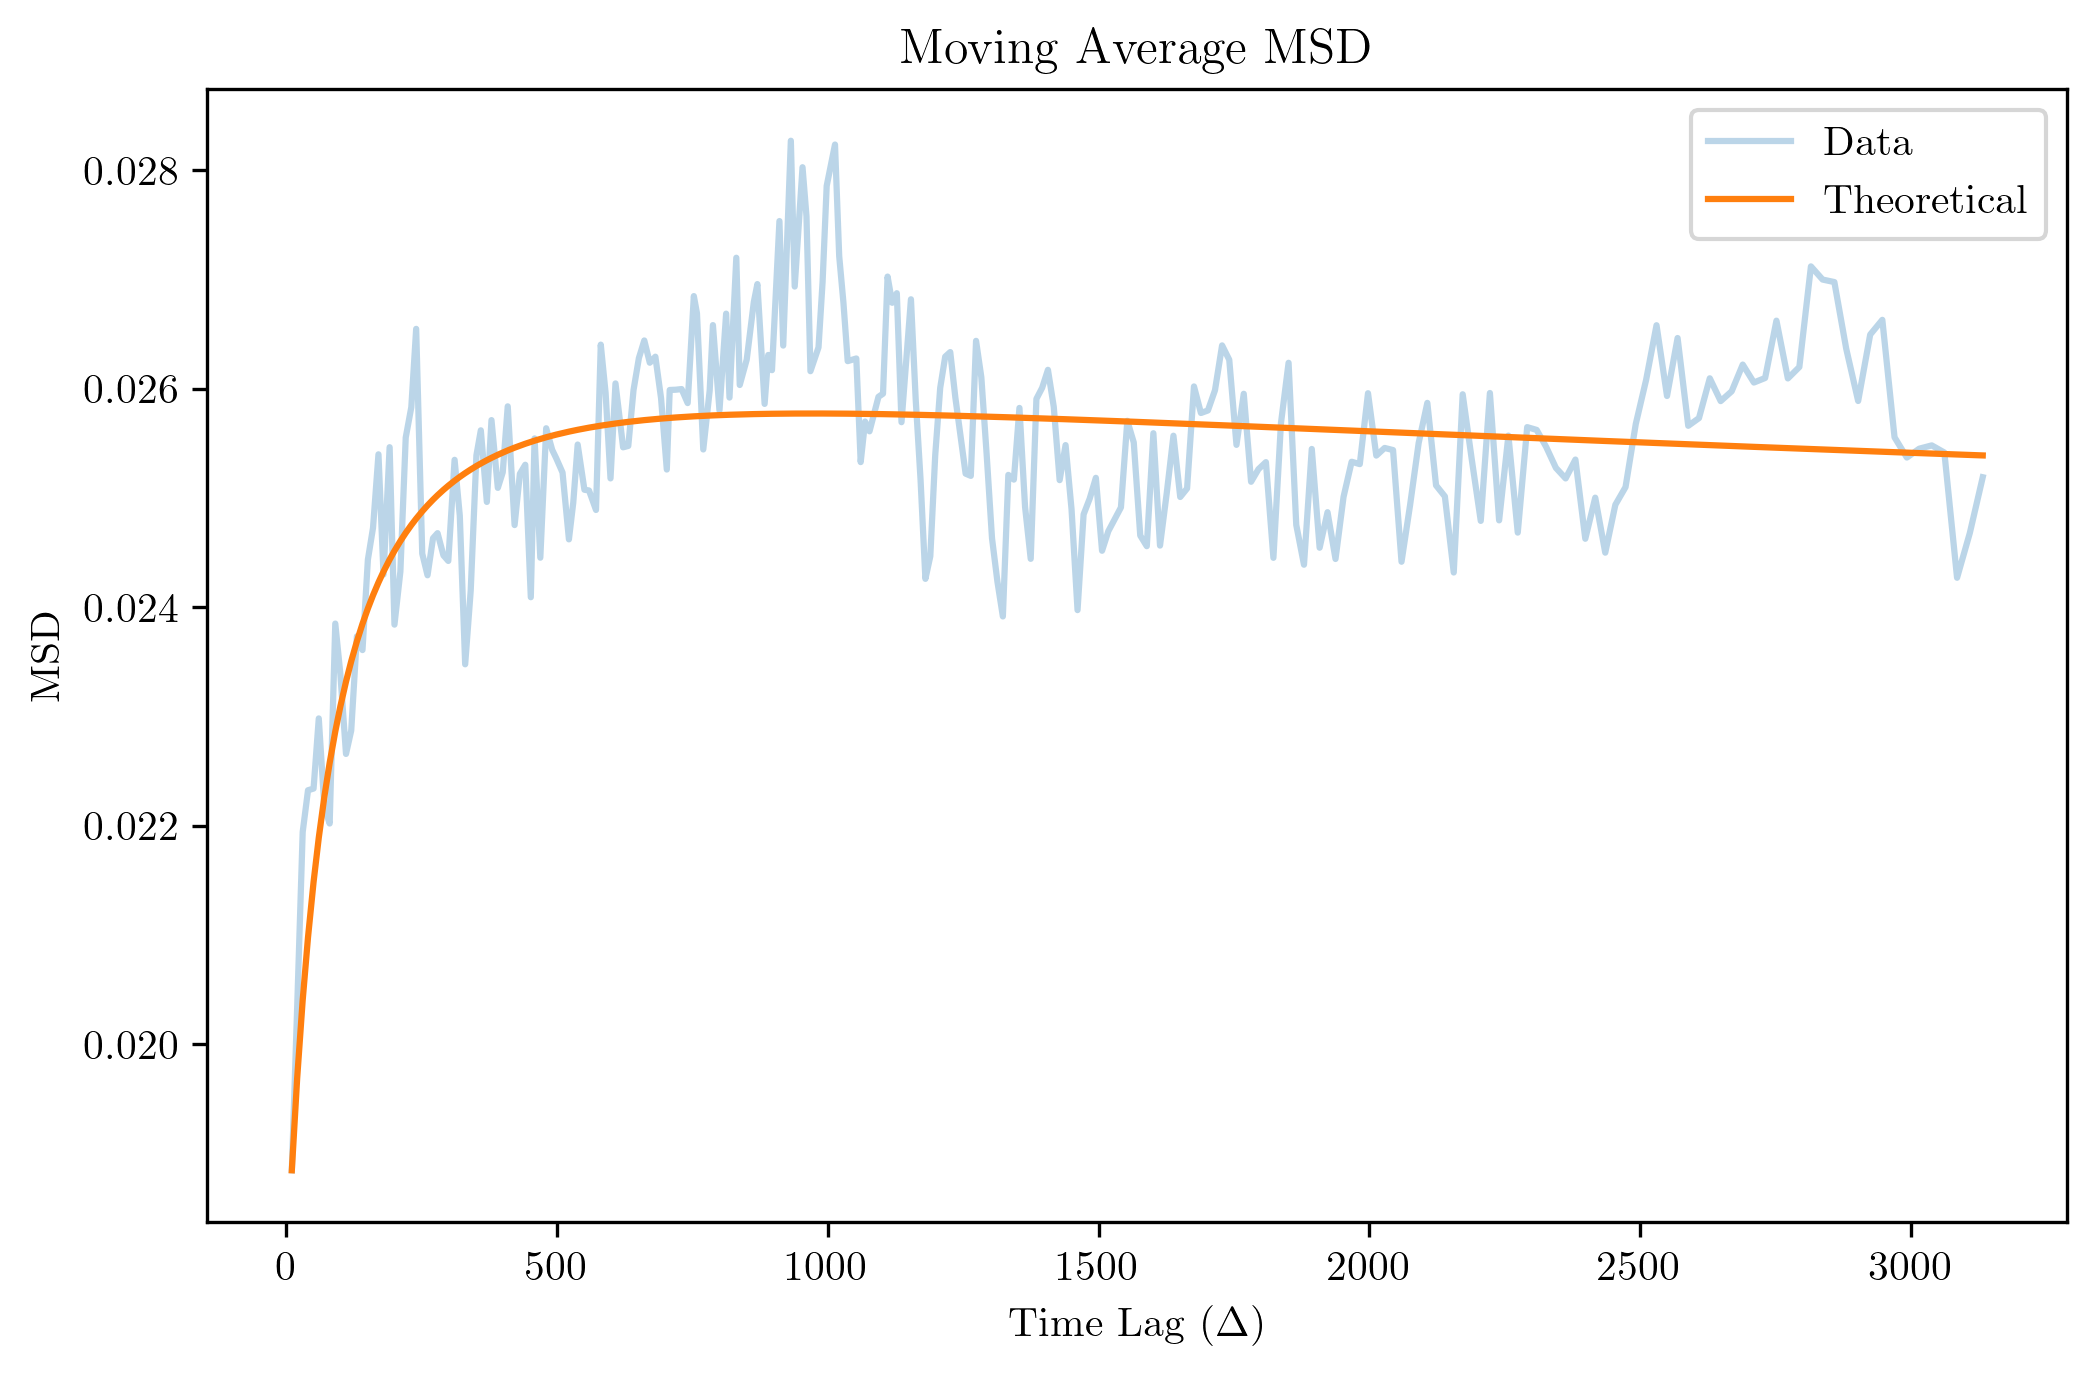 Moving Average MSD
Data
Theoretical
MSD
0.028
0.026
0.024
0.022
0.020
0 500 1000 1500 2000 2500 3000
Time Lag (Δ)